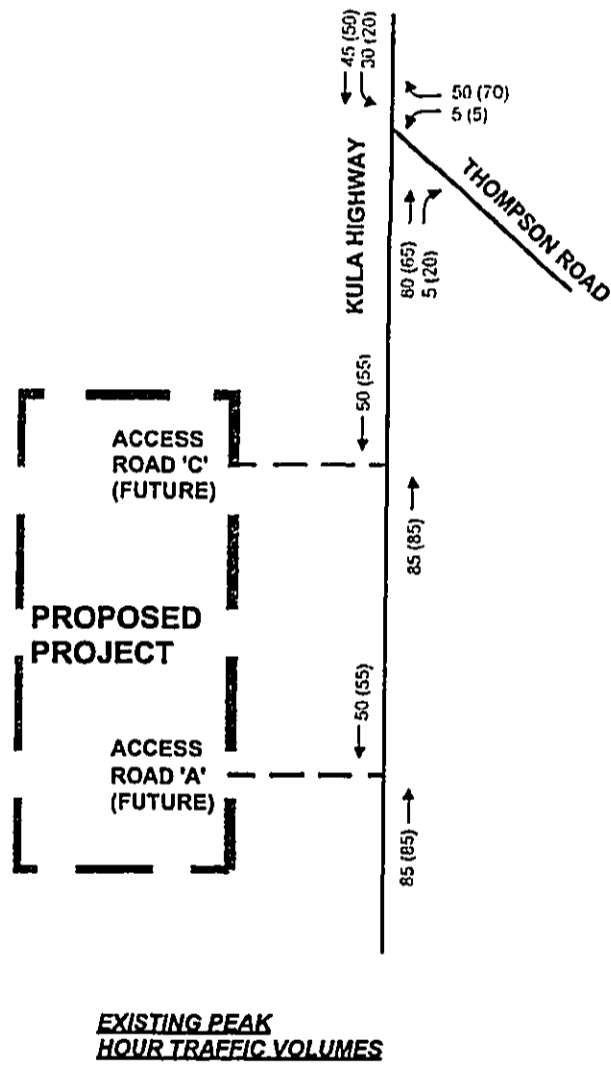 45 (50)
30 (20)
50 (70)
5 (5)
KULA HIGHWAY
THOMPSON ROAD
80 (65)
5 (20)
50 (55)
ACCESS
ROAD 'C'
(FUTURE)
85 (85)
PROPOSED
PROJECT
50 (55)
ACCESS
ROAD 'A'
(FUTURE)
85 (85)
EXISTING PEAK
HOUR TRAFFIC VOLUMES